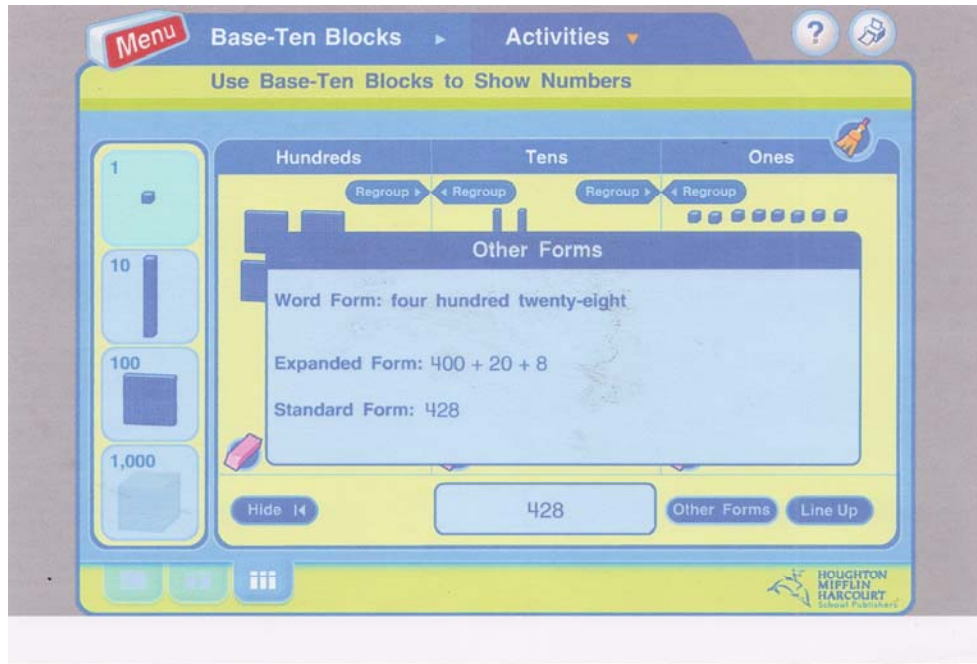 Menu
Base-Ten Blocks
Activities
?
Use Base-Ten Blocks to Show Numbers
Hundreds
Tens
Ones
Regroup
Regroup
Regroup
Regroup
1
10
100
1,000
Other Forms
Word Form: four hundred twenty-eight
Expanded Form: 400 + 20 + 8
Standard Form: 428
Hide
428
Other Forms
Line Up
HOUGHTON
MIFFLIN
HARCOURT
School Publishers